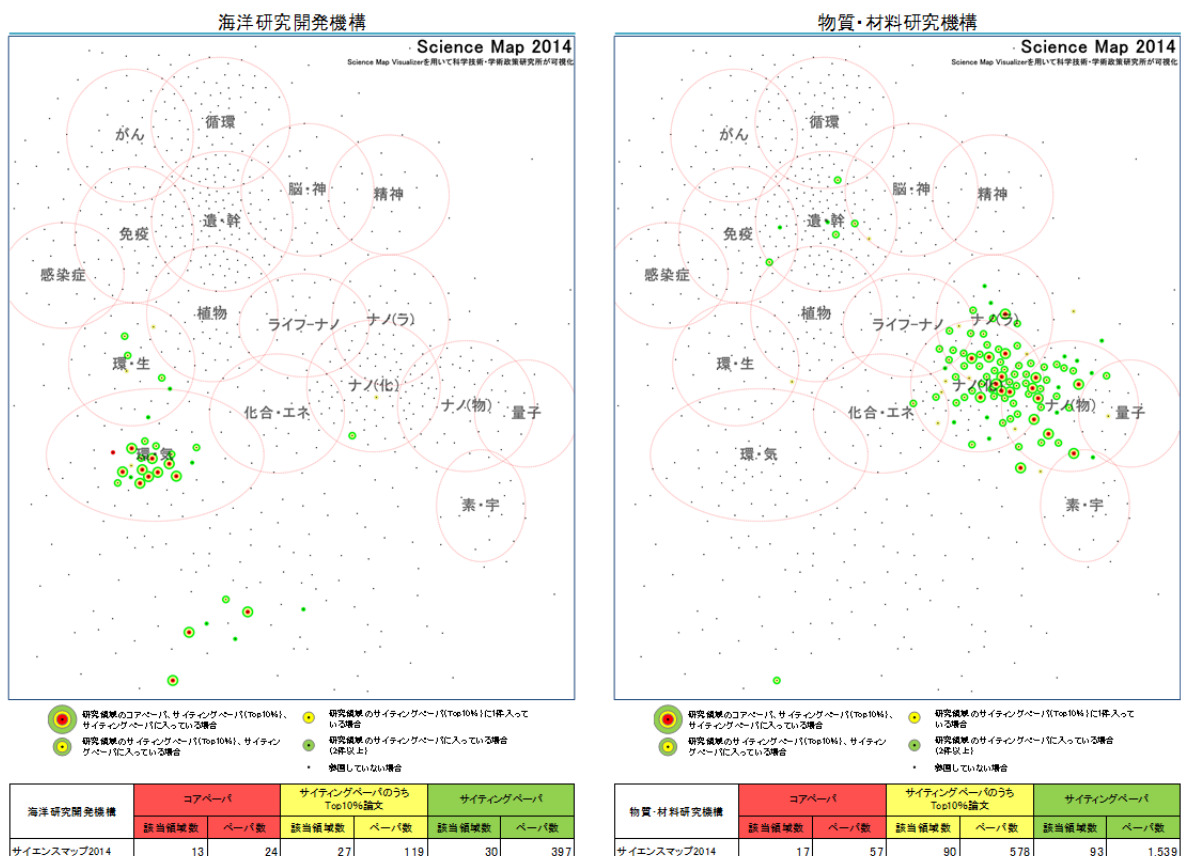 海洋研究開発機構
Science Map 2014
Science Map Visualizerを用いて科学技術・学術政策研究所が可視化
がん
循環
脳・神
精神
免疫
遺・幹
感染症
植物
ライフーナノ
ナノ(ラ)
環・生
ナノ(化)
化合・エネ
ナノ(物)
量子
環・気
素・宇
研究領域のコアペーパ、サイティングペーパ(Top10%)、
サイティングペーパに入っている場合
研究領域のサイティングペーパ(Top10%)に1件入って
いる場合
研究領域のサイティングペーパ(Top10%)、サイティン
グペーパに入っている場合
研究領域のサイティングペーパに入っている場合
(2件以上)
参画していない場合
海洋研究開発機構
コアペーパ
サイティングペーパのうち
Top10%論文
サイティングペーパ
該当領域数 ペーパ数 該当領域数 ペーパ数 該当領域数 ペーパ数
サイエンスマップ2014 13 24 27 119 30 397
物質・材料研究機構
Science Map 2014
Science Map Visualizerを用いて科学技術・学術政策研究所が可視化
がん
循環
脳・神
精神
免疫
遺・幹
感染症
植物
ライフーナノ
ナノ(ラ)
環・生
ナノ(化)
化合・エネ
ナノ(物)
量子
環・気
素・宇
研究領域のコアペーパ、サイティングペーパ(Top10%)、
サイティングペーパに入っている場合
研究領域のサイティングペーパ(Top10%)に1件入って
いる場合
研究領域のサイティングペーパ(Top10%)、サイティン
グペーパに入っている場合
研究領域のサイティングペーパに入っている場合
(2件以上)
参画していない場合
物質・材料研究機構
コアペーパ
サイティングペーパのうち
Top10%論文
サイティングペーパ
該当領域数 ペーパ数 該当領域数 ペーパ数 該当領域数 ペーパ数
サイエンスマップ2014 17 57 90 578 93 1,539